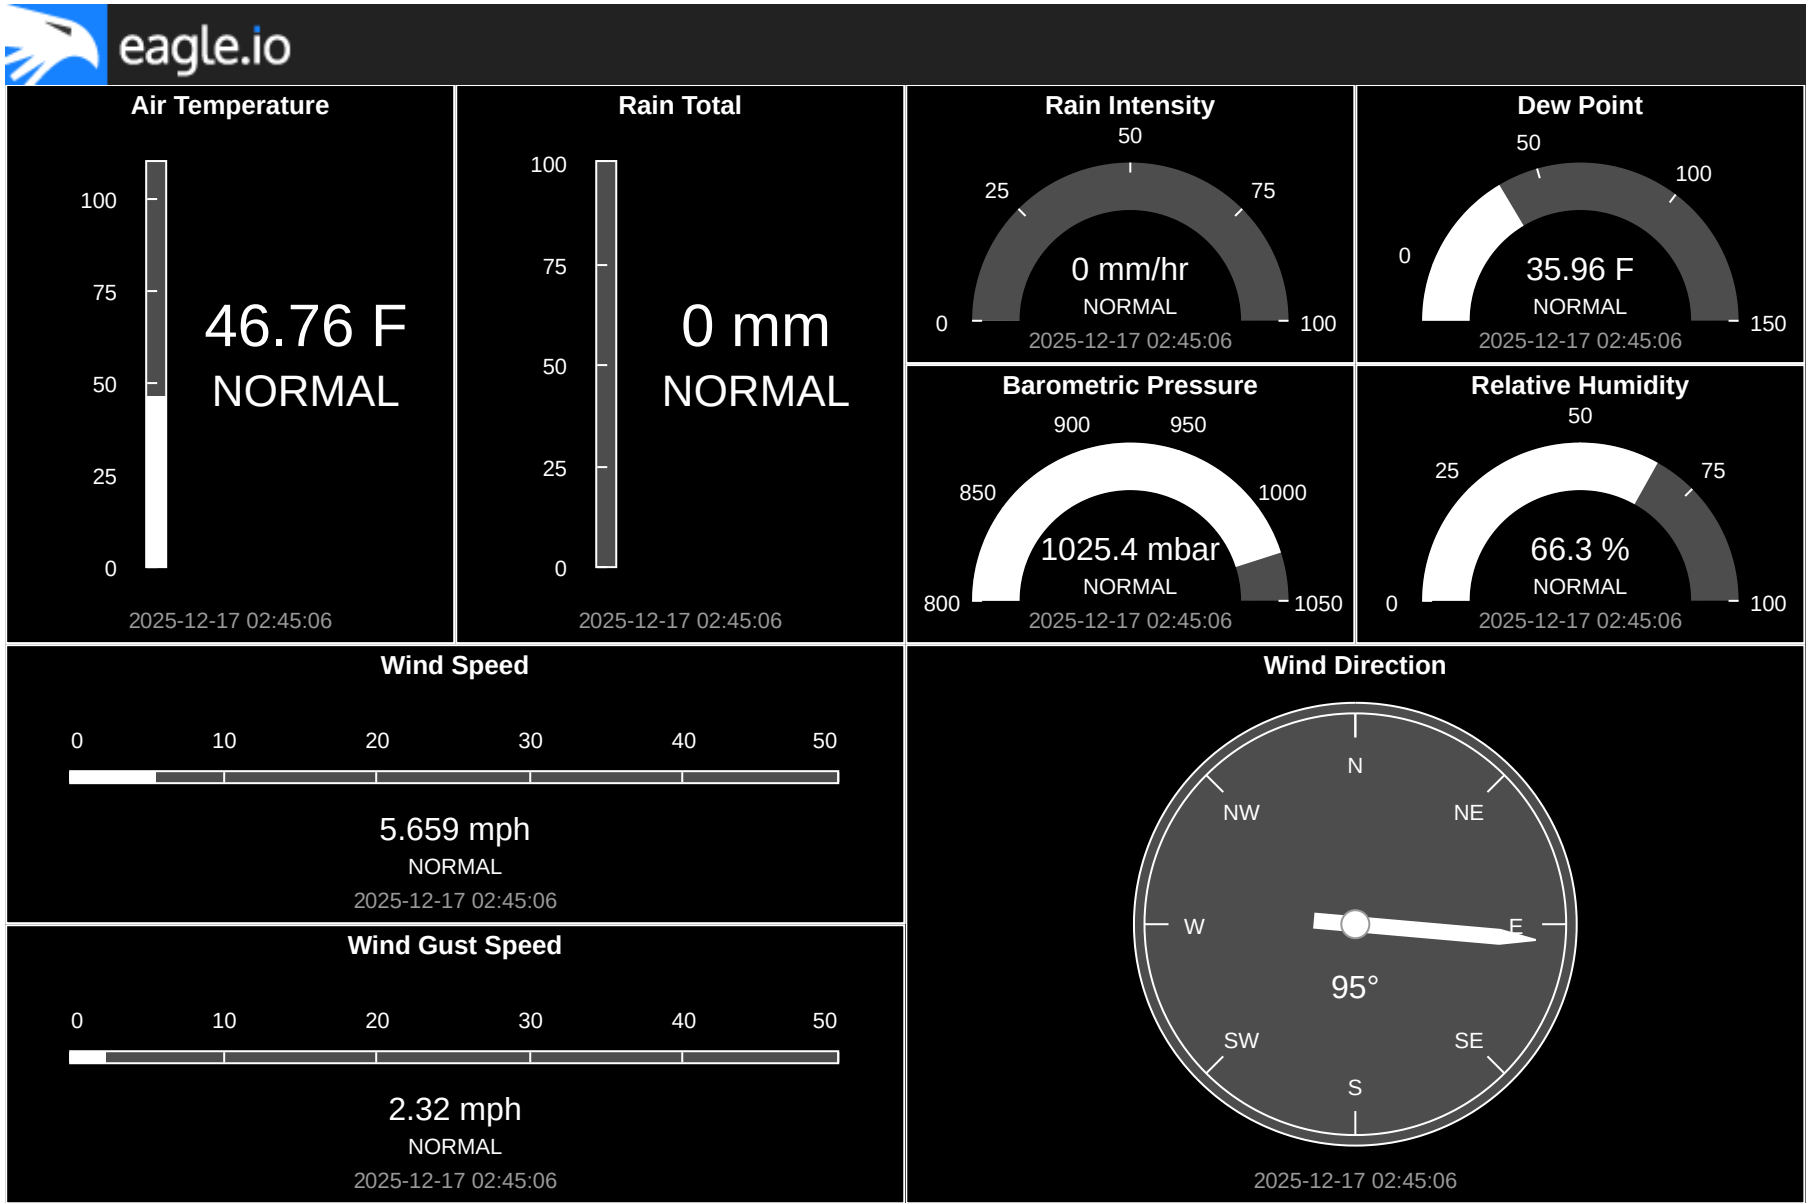 eagle.io
Air Temperature
100
75
50
25
0
46.76 F
NORMAL
2025-12-17 02:45:06
Rain Total
100
75
50
25
0
0 mm
NORMAL
2025-12-17 02:45:06
Rain Intensity
50
25
75
0
100
0 mm/hr
NORMAL
2025-12-17 02:45:06
Dew Point
50
100
0
150
35.96 F
NORMAL
2025-12-17 02:45:06
Barometric Pressure
900
950
850
1000
800
1050
1025.4 mbar
NORMAL
2025-12-17 02:45:06
Relative Humidity
50
25
75
0
100
66.3 %
NORMAL
2025-12-17 02:45:06
Wind Speed
0 10 20 30 40 50
5.659 mph
NORMAL
2025-12-17 02:45:06
Wind Gust Speed
0 10 20 30 40 50
2.32 mph
NORMAL
2025-12-17 02:45:06
Wind Direction
N
NW NE
W E
95°
SW SE
S
2025-12-17 02:45:06